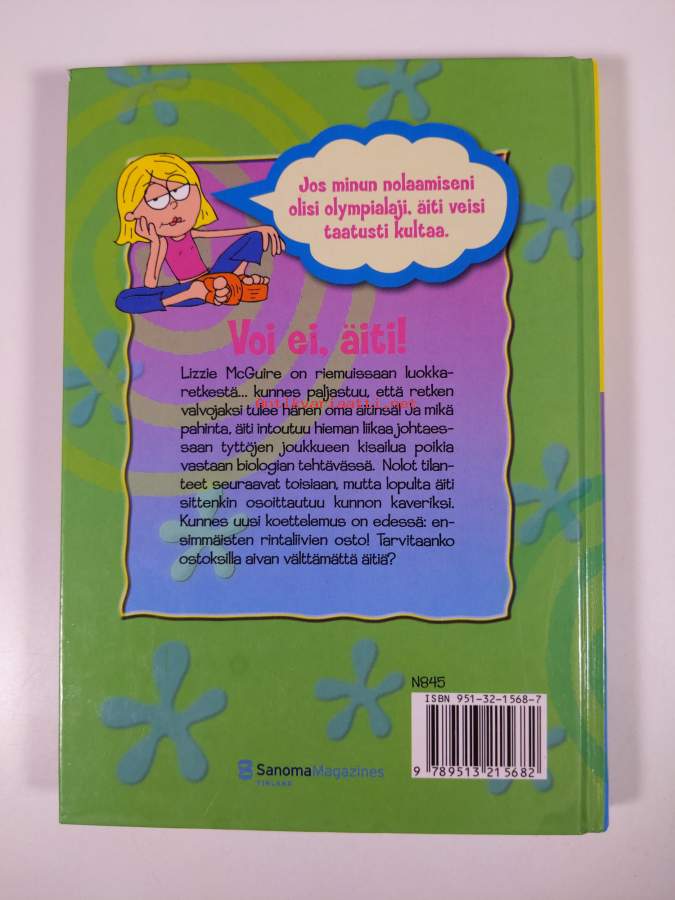 Jos minun nolaamiseni
olisi olympialaji, äiti veisi
taatusti kultaa.
Voi ei, äiti!
Lizzie McGuire on riemuissaan luokka-
retkestä... kunnes paljastuu, että retken
valvojaksi tulee hänen oma äitinsä! Ja mikä
pahinta, äiti intoutuu hieman liikaa johtaes-
saan tyttöjen joukkueen kisailua poikia
vastaan biologian tehtävässä. Nolot tilan-
teet seuraavat toisiaan, mutta lopulta äiti
sittenkin osoittautuu kunnon kaveriksi.
Kunnes uusi koettelemus on edessä: en-
simmäisten rintaliivien osto! Tarvitaanko
ostoksilla aivan välttämättä äitiä?
Antikvariaatti.net
N845
ISBN 951-32-1568-7
9 789513 215682
SanomaMagazines
FINLAND